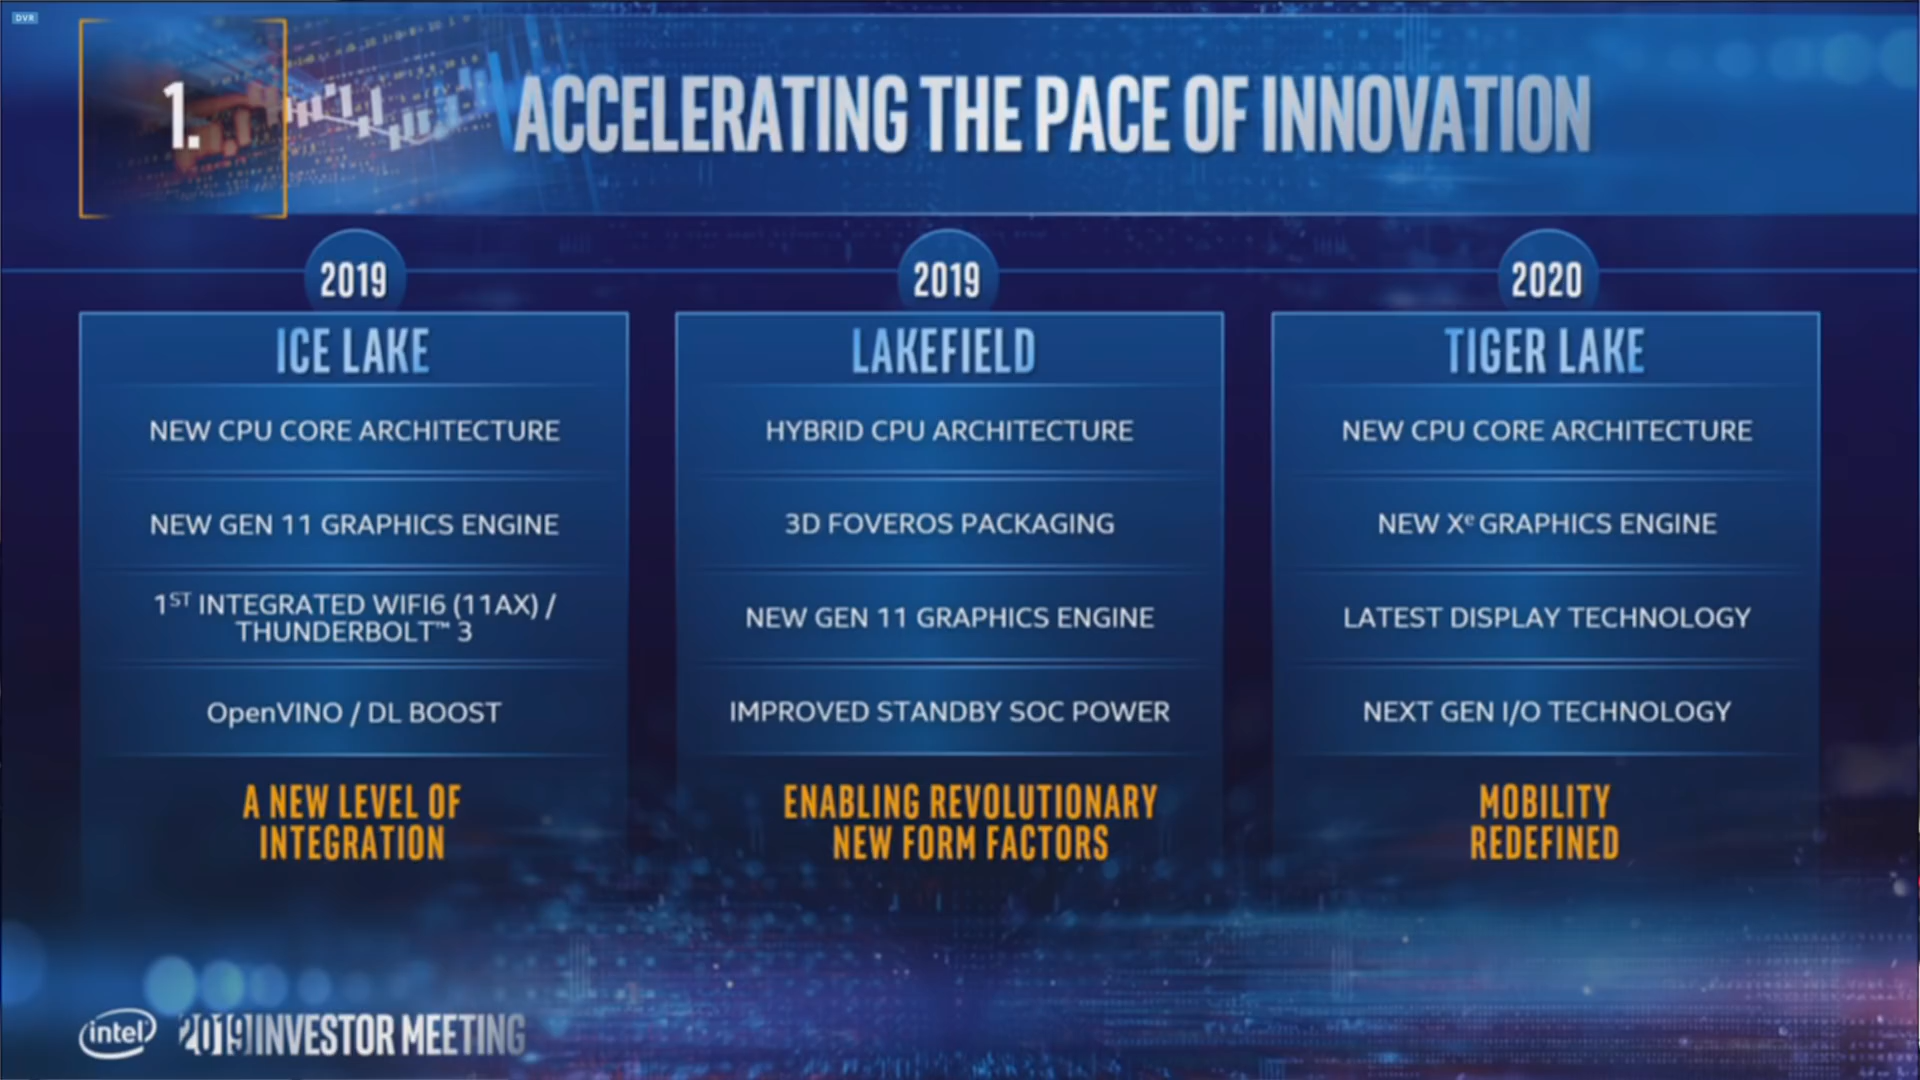 DVR
1.
ACCELERATING THE PACE OF INNOVATION
2019
ICE LAKE
NEW CPU CORE ARCHITECTURE
NEW GEN 11 GRAPHICS ENGINE
1ST INTEGRATED WIFI6 (11AX) /
THUNDERBOLT™ 3
OpenVINO / DL BOOST
A NEW LEVEL OF
INTEGRATION
2019
LAKEFIELD
HYBRID CPU ARCHITECTURE
3D FOVEROS PACKAGING
NEW GEN 11 GRAPHICS ENGINE
IMPROVED STANDBY SOC POWER
ENABLING REVOLUTIONARY
NEW FORM FACTORS
2020
TIGER LAKE
NEW CPU CORE ARCHITECTURE
NEW Xe GRAPHICS ENGINE
LATEST DISPLAY TECHNOLOGY
NEXT GEN I/O TECHNOLOGY
MOBILITY
REDEFINED
intel 2019 INVESTOR MEETING